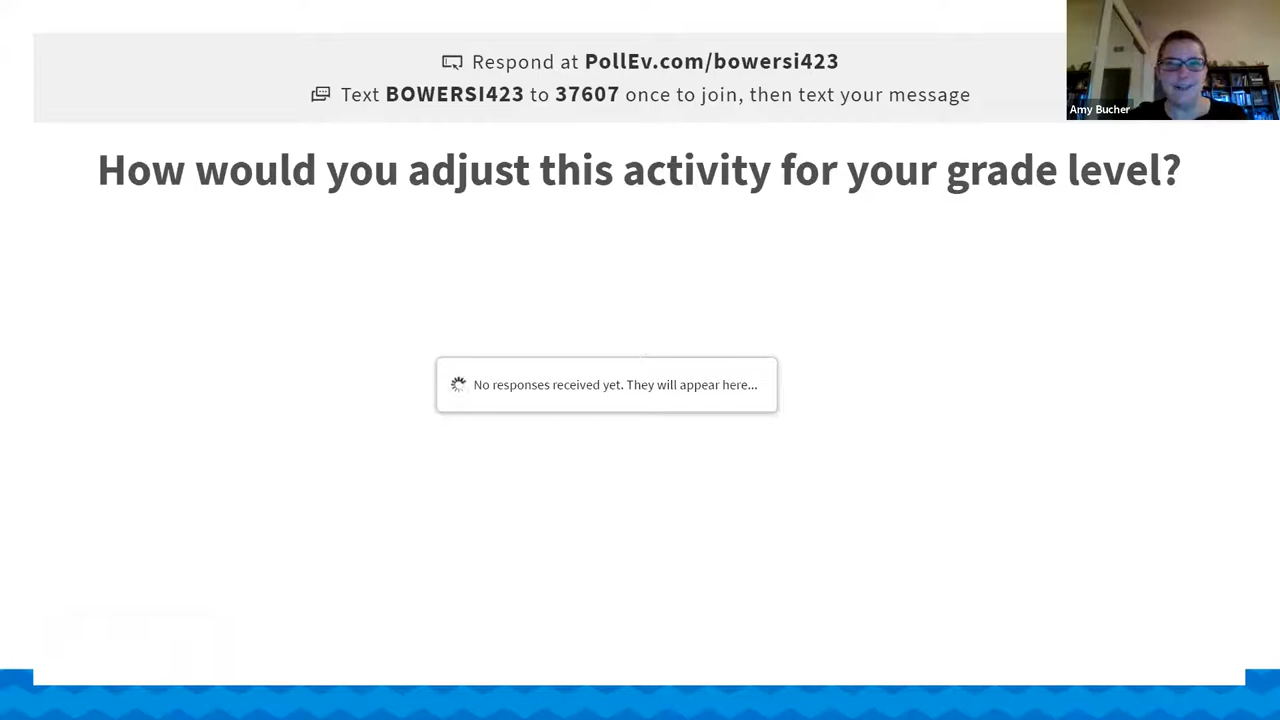 Respond at PollEv.com/bowersi423
Text BOWERSI423 to 37607 once to join, then text your message
Amy Bucher
How would you adjust this activity for your grade level?
No responses received yet. They will appear here...